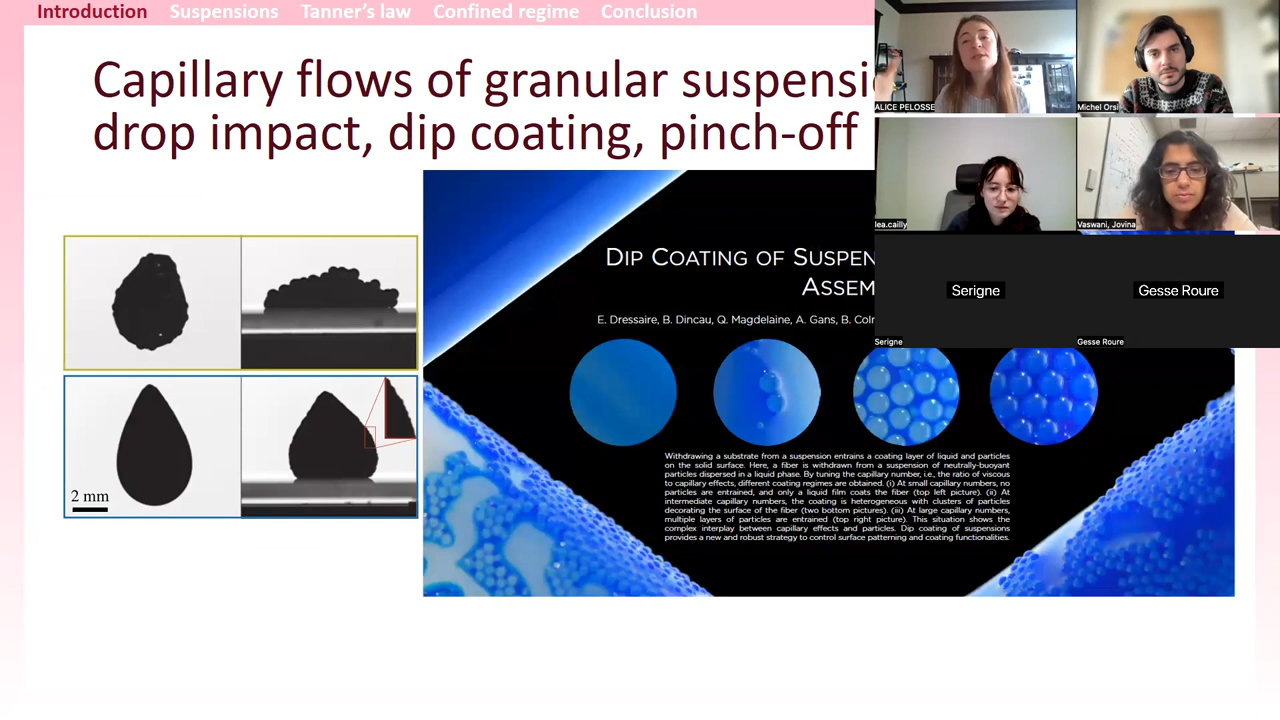 Introduction Suspensions Tanner's law Confined regime Conclusion
Capillary flows of granular suspensi
drop impact, dip coating, pinch-off
2 mm
DIP COATING OF SUSPEN
ASSEM
E. Dressaire, B. Dincau, Q. Magdelaine, A. Gans, B. Colr
Withdrawing a substrate from a suspension entrains a coating layer of liquid and particles
on the solid surface. Here, a fiber is withdrawn from a suspension of neutrally-buoyant
particles dispersed in a liquid phase. By tuning the capillary number, i.e., the ratio of viscous
to capillary effects, different coating regimes are obtained. (i) At small capillary numbers, no
particles are entrained, and only a liquid film coats the fiber (top left picture). (ii) At
intermediate capillary numbers, the coating is heterogeneous with clusters of particles
decorating the surface of the fiber (two bottom pictures). (iii) At large capillary numbers,
multiple layers of particles are entrained (top right picture). This situation shows the
complex interplay between capillary effects and particles. Dip coating of suspensions
provides a new and robust strategy to control surface patterning and coating functionalities.
ALICE PELOSSE
Michel Orsi
lea.cailly
Vaswani, Jovina
Serigne
Gesse Roure
Serigne
Gesse Roure